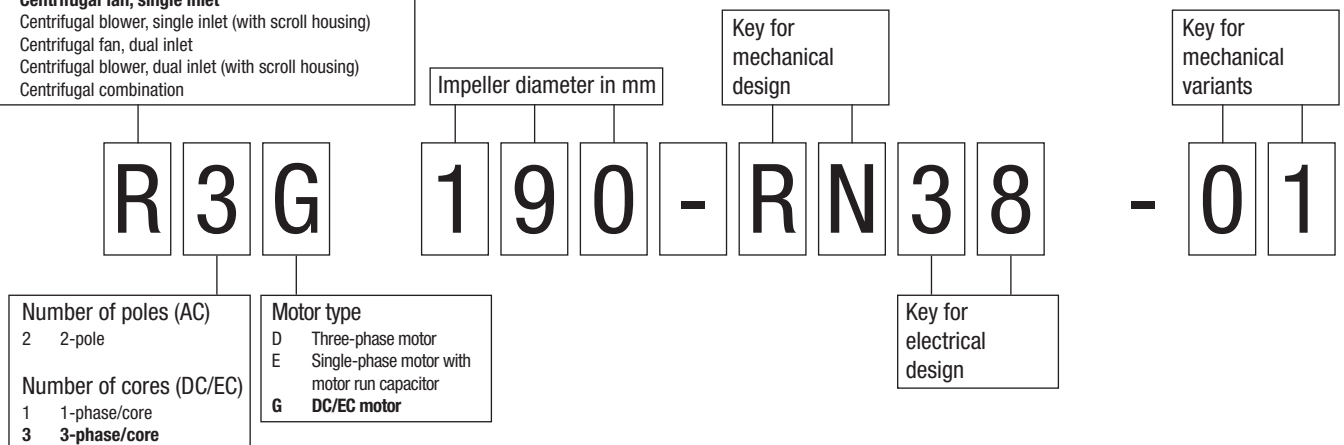 Centrifugal fan, single inlet
Centrifugal blower, single inlet (with scroll housing)
Centrifugal fan, dual inlet
Centrifugal blower, dual inlet (with scroll housing)
Centrifugal combination
Impeller diameter in mm
Key for
mechanical
design
Key for
mechanical
variants
R 3 G 1 9 0 - R N 3 8 - 0 1
Number of poles (AC)
2 2-pole
Number of cores (DC/EC)
1 1-phase/core
3 3-phase/core
Motor type
D Three-phase motor
E Single-phase motor with
motor run capacitor
G DC/EC motor
Key for
electrical
design